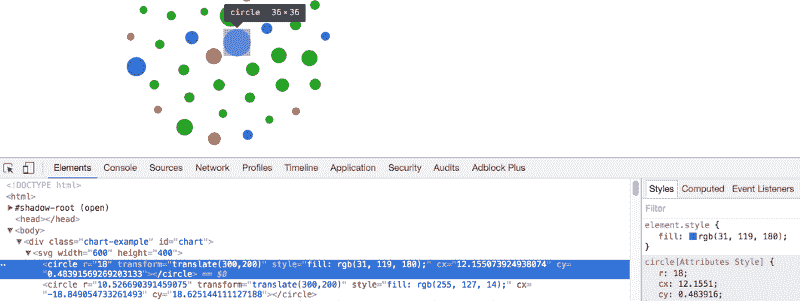 circle 36×36
Elements Console Sources Network Profiles Timeline Application Security Audits Adblock Plus
<!DOCTYPE html>
<html>
▶#shadow-root (open)
<head></head>
▼<body>
▼<div class="chart-example" id="chart">
▼<svg width="600" height="400">
… <circle r="18" transform="translate(300,200)" style="fill: rgb(31, 119, 180);" cx="12.155073924938074" cy=
"0.48391569269203133"></circle> == $0
<circle r="10.526690391459075" transform="translate(300,200)" style="fill: rgb(255, 127, 14);" cx=
"-18.849054733261493" cy="18.625144111127188"></circle>
Styles Computed Event Listeners
Filter
element.style {
fill: rgb(31, 119, 180);
}
circle[Attributes Style] {
r: 18;
cx: 12.1551;
cy: 0.483916;